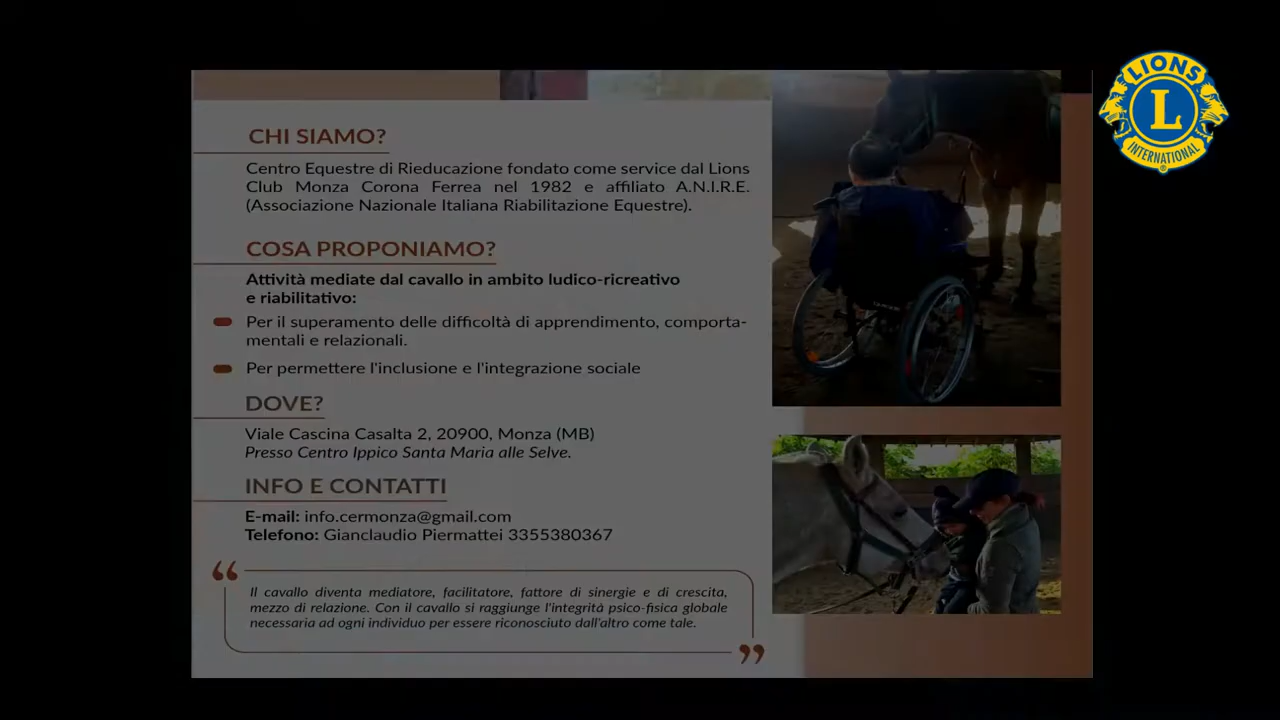 LIONS
L
INTERNATIONAL
®
CHI SIAMO?
Centro Equestre di Rieducazione fondato come service dal Lions
Club Monza Corona Ferrea nel 1982 e affiliato A.N.I.R.E.
(Associazione Nazionale Italiana Riabilitazione Equestre).
COSA PROPONIAMO?
Attività mediate dal cavallo in ambito ludico-ricreativo
e riabilitativo:
Per il superamento delle difficoltà di apprendimento, comporta-
mentali e relazionali.
Per permettere l'inclusione e l'integrazione sociale
DOVE?
Viale Cascina Casalta 2, 20900, Monza (MB)
Presso Centro Ippico Santa Maria alle Selve.
INFO E CONTATTI
E-mail: info.cermonza@gmail.com
Telefono: Gianclaudio Piermattei 3355380367
“
Il cavallo diventa mediatore, facilitatore, fattore di sinergie e di crescita,
mezzo di relazione. Con il cavallo si raggiunge l'integrità psico-fisica globale
necessaria ad ogni individuo per essere riconosciuto dall'altro come tale.
”